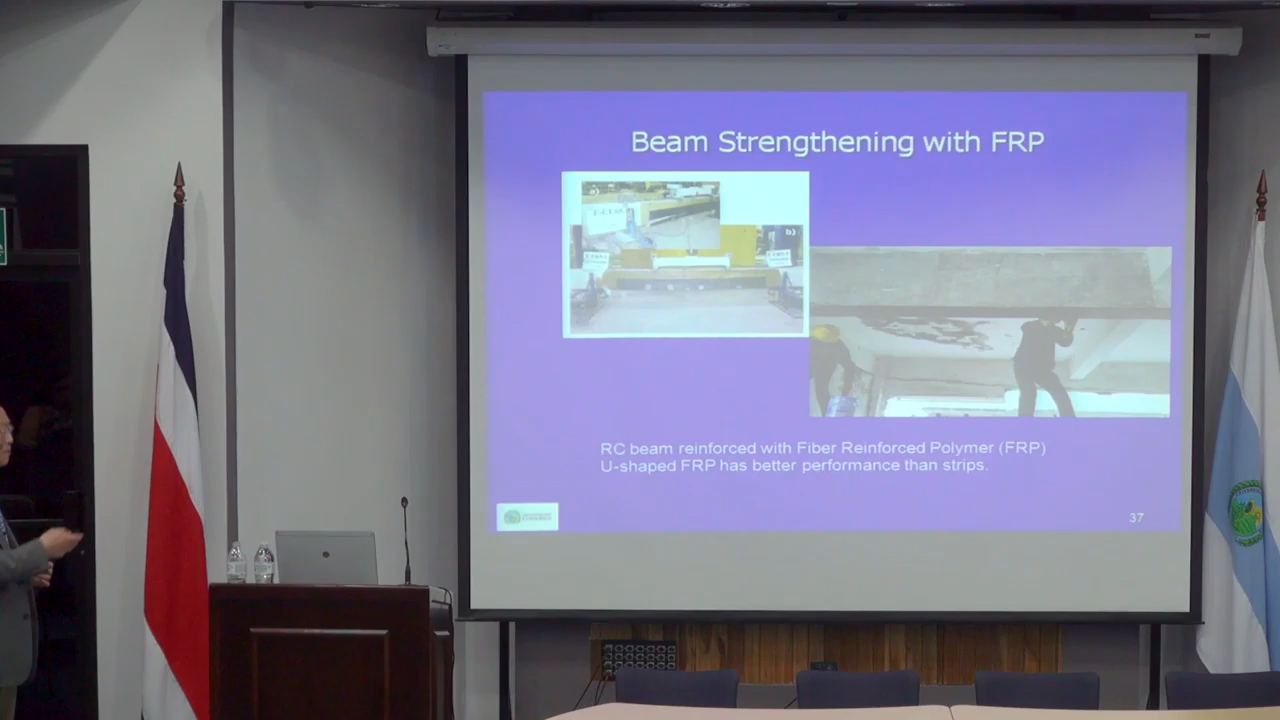 Beam Strengthening with FRP
a)
b)
RC beam reinforced with Fiber Reinforced Polymer (FRP)
U-shaped FRP has better performance than strips.
37